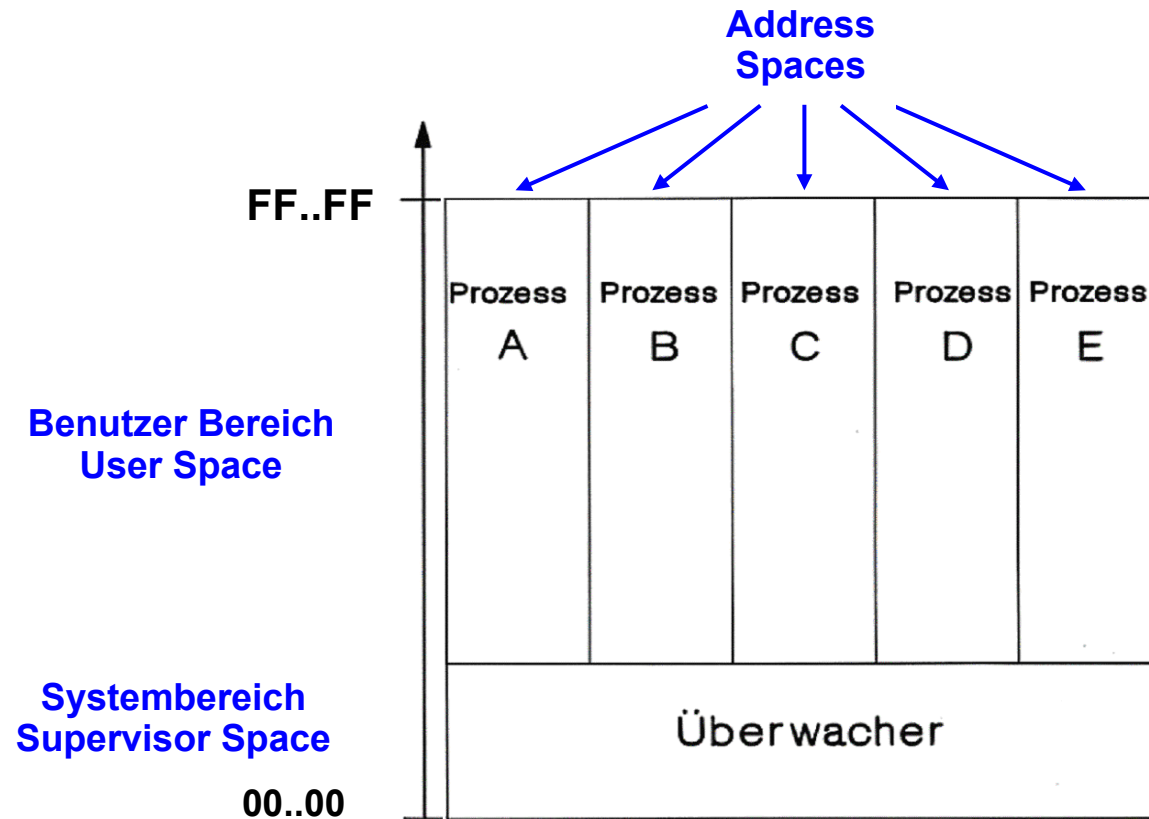 Address
Spaces
FF..FF
Prozess Prozess Prozess Prozess Prozess
A B C D E
Benutzer Bereich
User Space
Systembereich
Supervisor Space
Überwacher
00..00